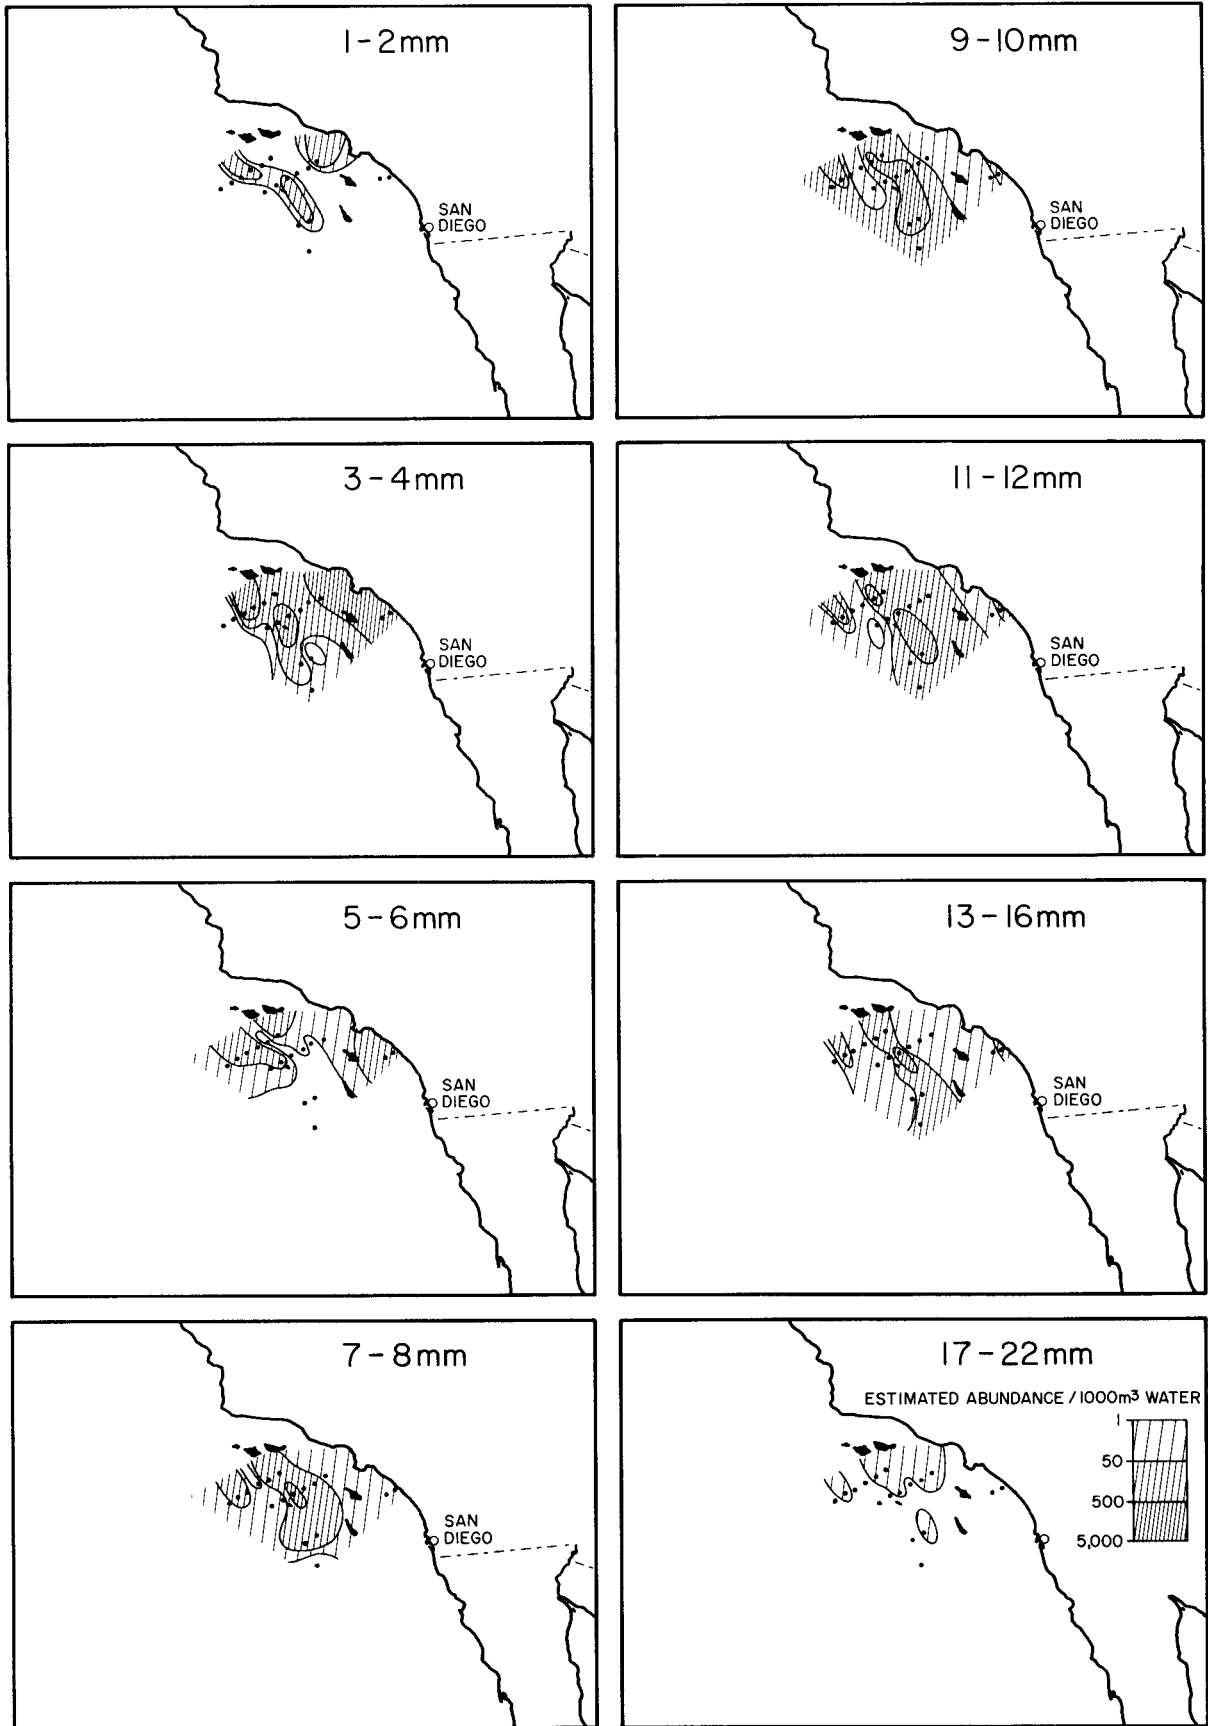 1-2mm
SAN
DIEGO
9-10mm
SAN
DIEGO
3-4mm
SAN
DIEGO
11-12mm
SAN
DIEGO
5-6mm
SAN
DIEGO
13-16mm
SAN
DIEGO
7-8mm
SAN
DIEGO
17-22mm
ESTIMATED ABUNDANCE / 1000m³ WATER
1
50
500
5,000